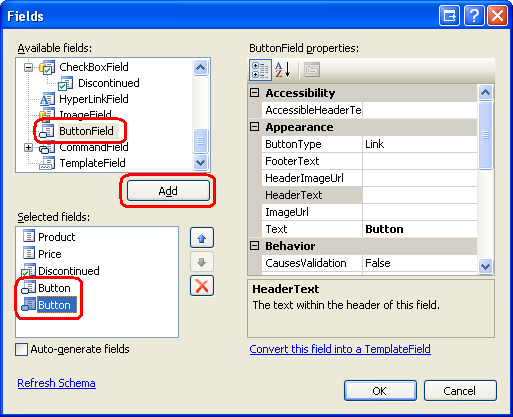 Fields
Available fields:
CheckBoxField
Discontinued
HyperLinkField
ImageField
ButtonField
CommandField
TemplateField
Add
Selected fields:
Product
Price
Discontinued
Button
Button
Auto-generate fields
Refresh Schema
ButtonField properties:
Accessibility
AccessibleHeaderTe
Appearance
ButtonType Link
FooterText
HeaderImageUrl
HeaderText
ImageUrl
Text Button
Behavior
CausesValidation False
HeaderText
The text within the header of this field.
Convert this field into a TemplateField
OK
Cancel